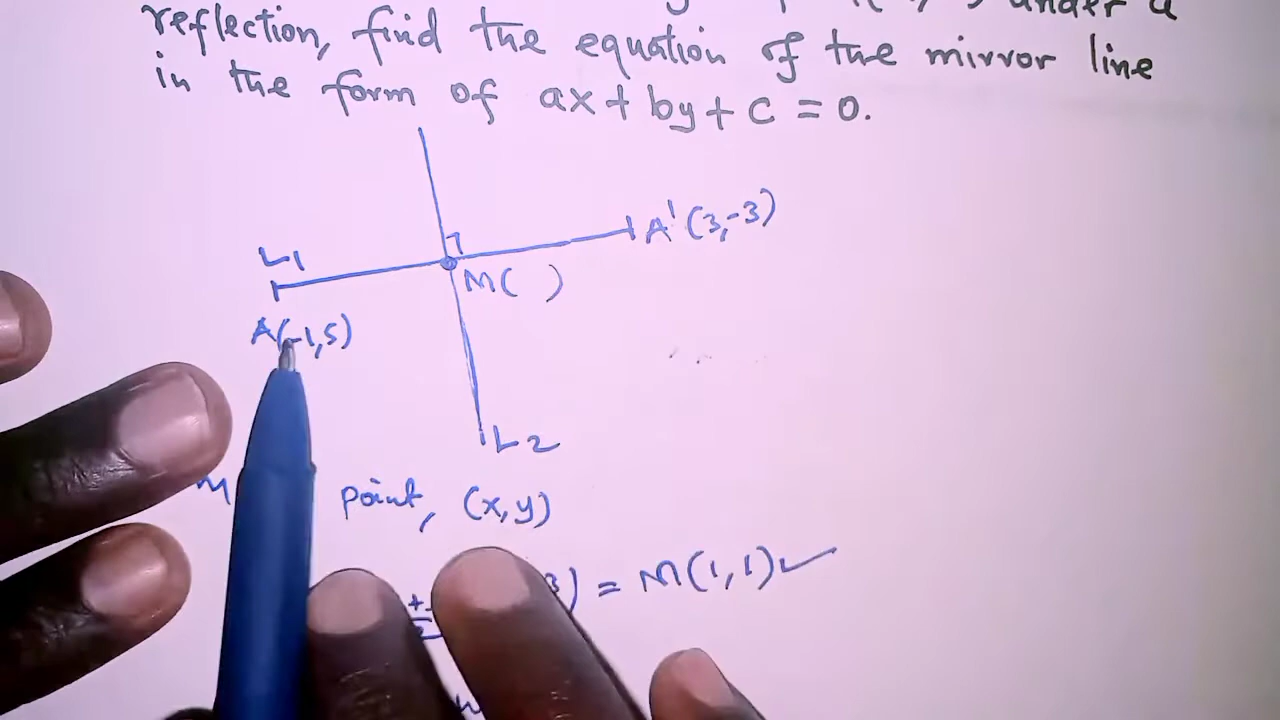 under a
reflection, find the equation of the mirror line
in the form of ax + by + c = 0.
A'(3,-3)
L1
M( )
A(-1,5)
L2
point, (x,y)
= M(1,1)✓